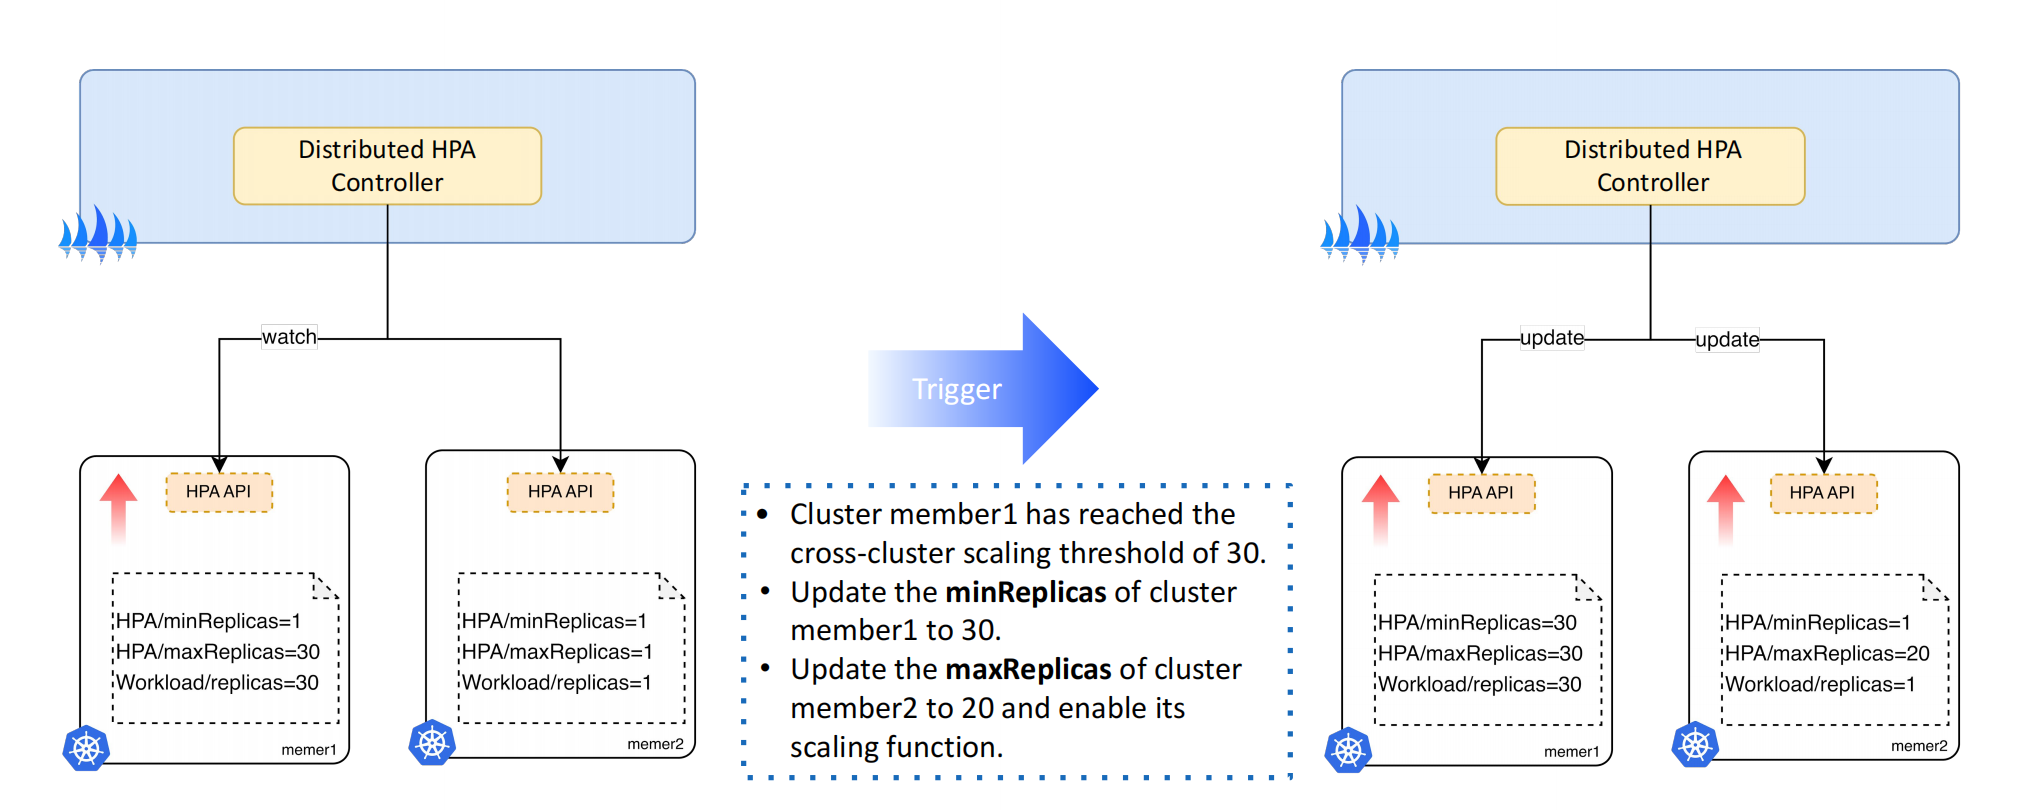 Distributed HPA
Controller
watch
HPA API
HPA/minReplicas=1
HPA/maxReplicas=30
Workload/replicas=30
memer1
HPA API
HPA/minReplicas=1
HPA/maxReplicas=1
Workload/replicas=1
memer2
Trigger
• Cluster member1 has reached the
cross-cluster scaling threshold of 30.
• Update the minReplicas of cluster
member1 to 30.
• Update the maxReplicas of cluster
member2 to 20 and enable its
scaling function.
Distributed HPA
Controller
update
update
HPA API
HPA/minReplicas=30
HPA/maxReplicas=30
Workload/replicas=30
memer1
HPA API
HPA/minReplicas=1
HPA/maxReplicas=20
Workload/replicas=1
memer2